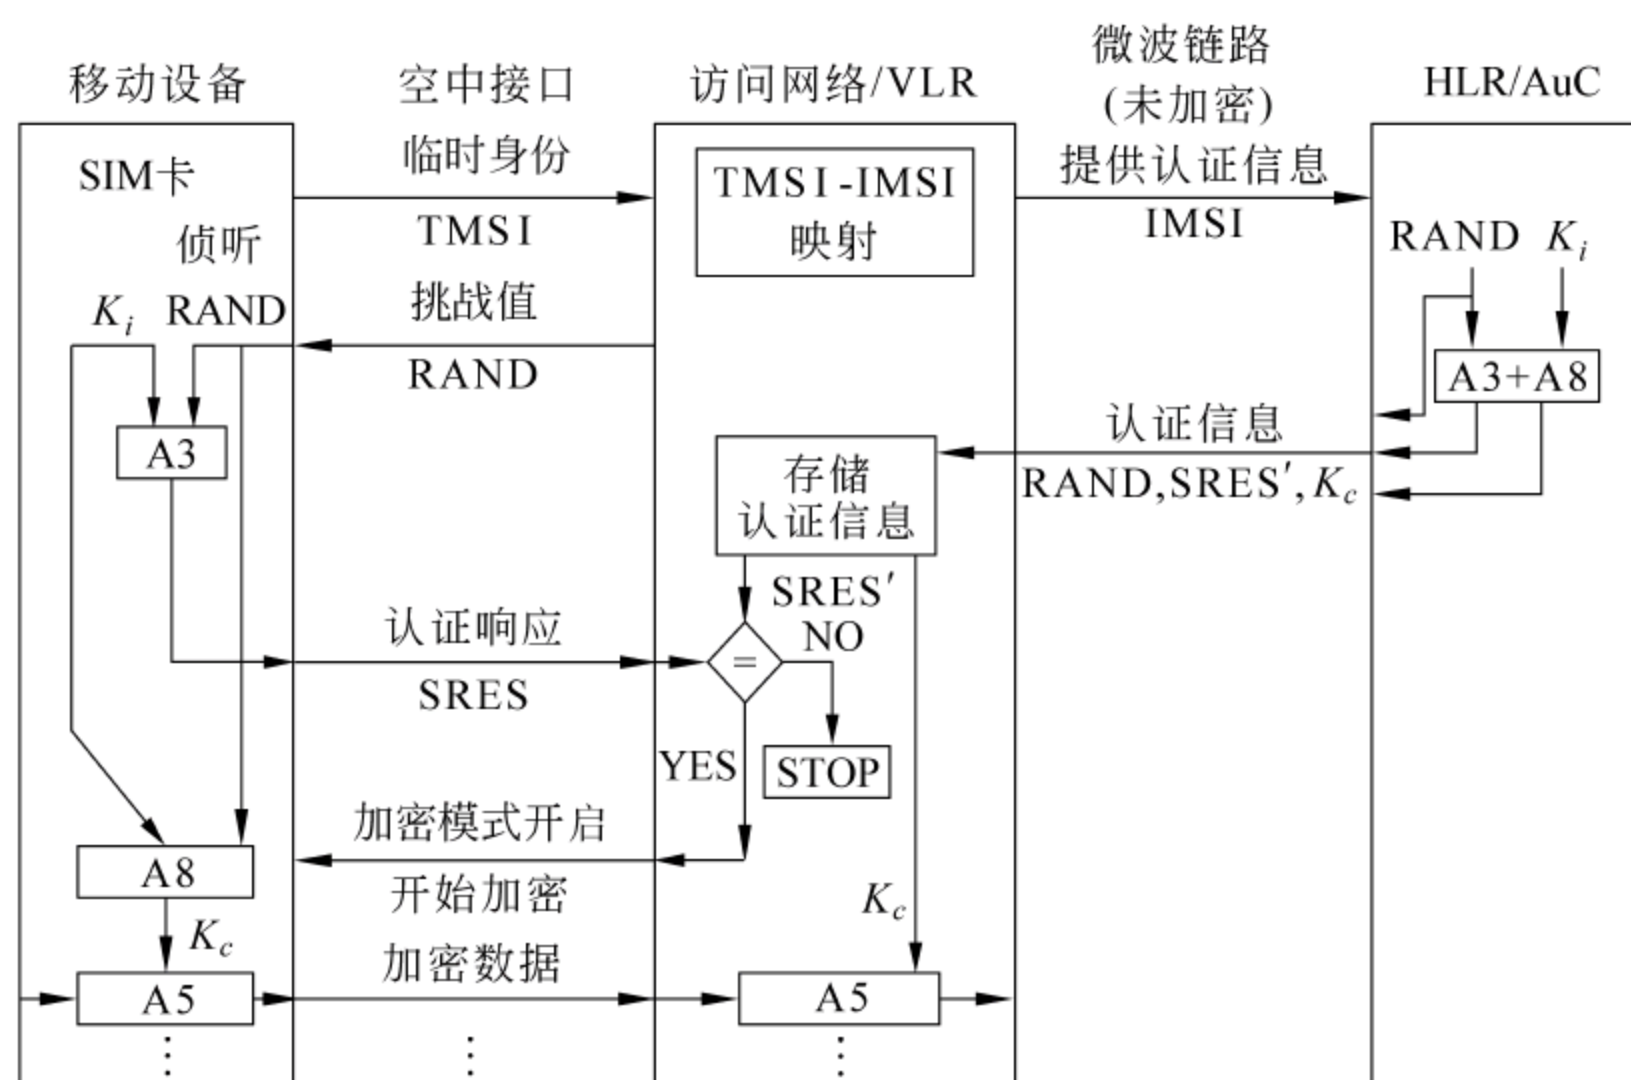 移动设备
空中接口
访问网络/VLR
微波链路
(未加密)
HLR/AuC
SIM卡
临时身份
TMSI
TMSI-IMSI
映射
提供认证信息
IMSI
侦听
Ki RAND
挑战值
RAND
RAND Ki
A3+A8
A3
认证信息
RAND,SRES′,Kc
存储
认证信息
SRES′
NO
认证响应
SRES
=
YES
STOP
加密模式开启
开始加密
A8
Kc
Kc
加密数据
A5
A5
⋮
⋮
⋮